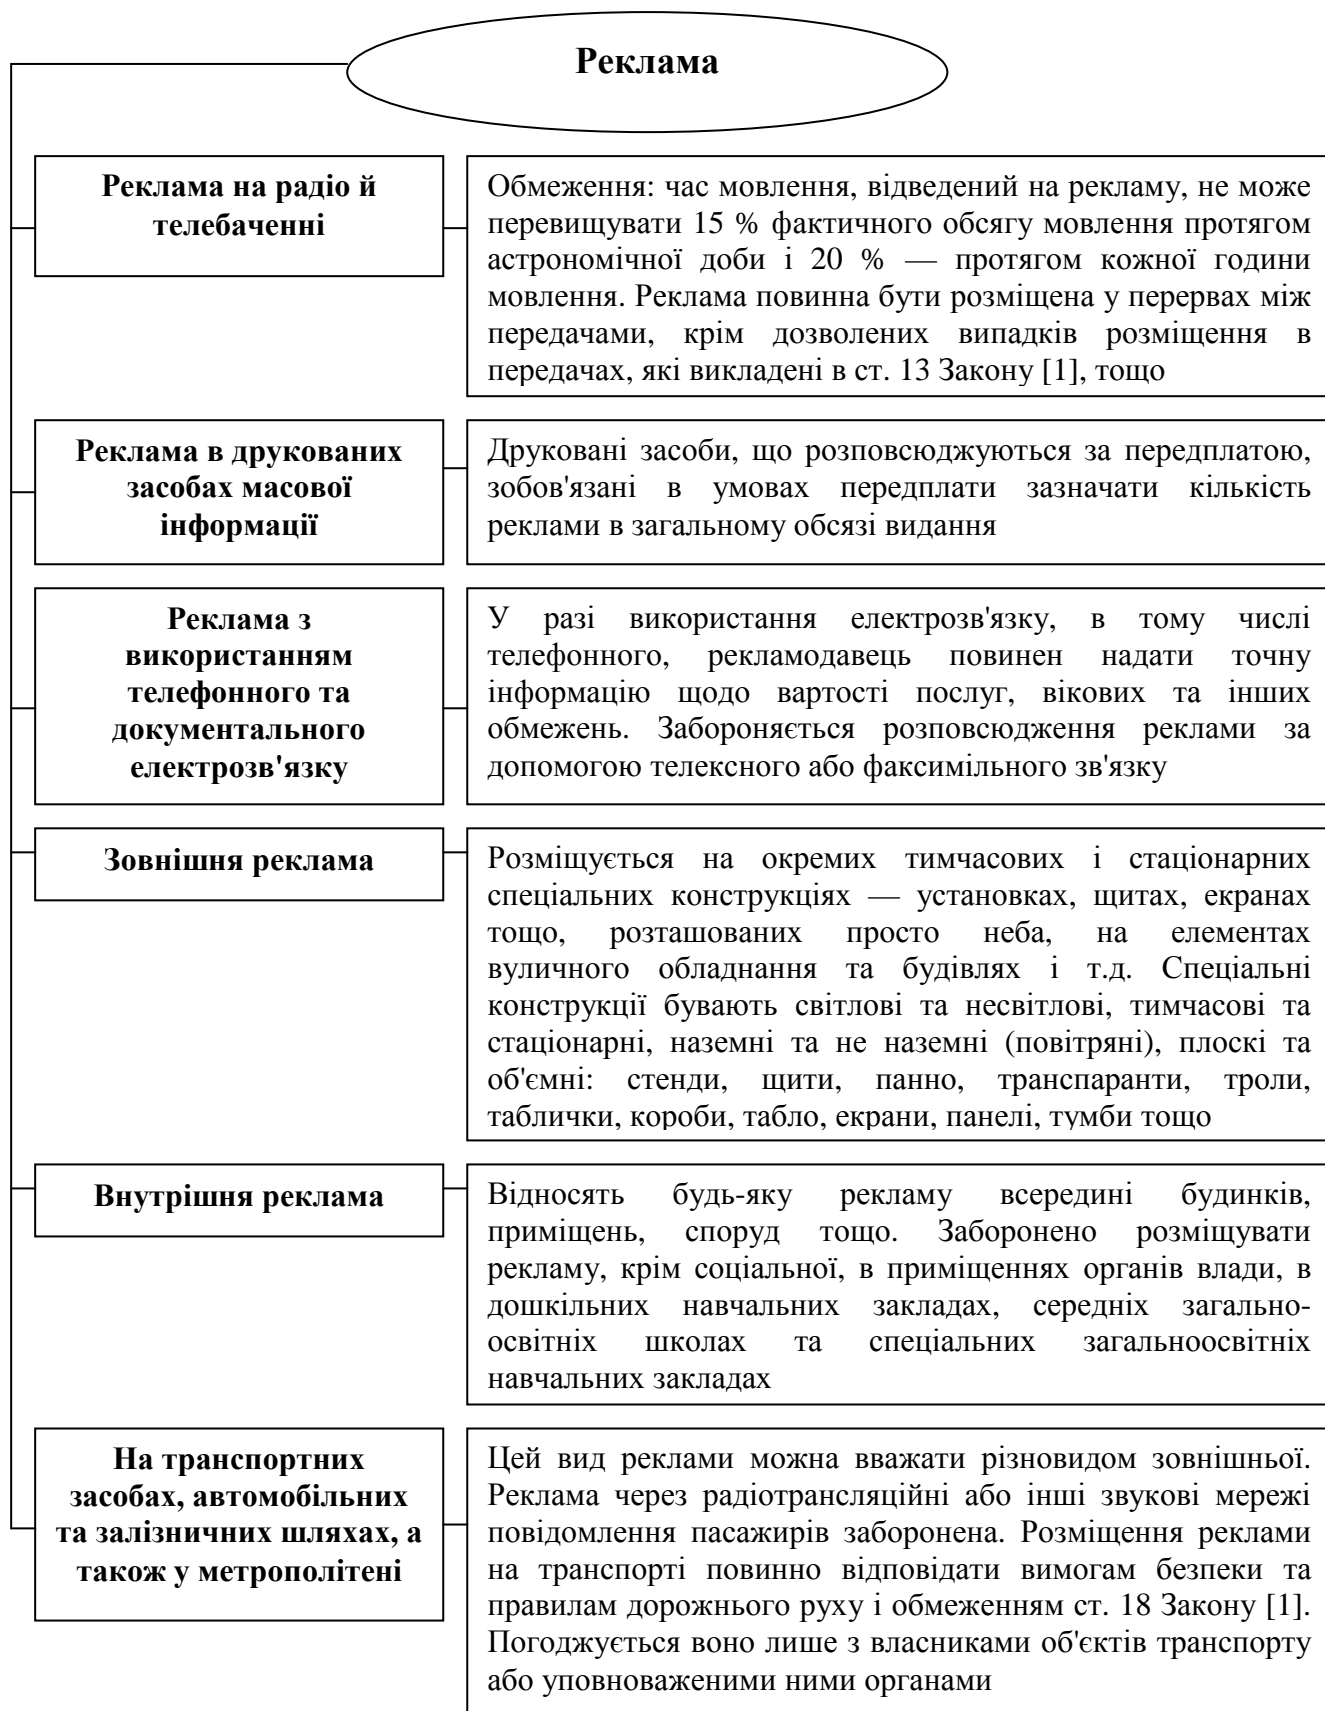 Реклама
Реклама на радіо й
телебаченні
Обмеження: час мовлення, відведений на рекламу, не може
перевищувати 15 % фактичного обсягу мовлення протягом
астрономічної доби і 20 % — протягом кожної години
мовлення. Реклама повинна бути розміщена у перервах між
передачами, крім дозволених випадків розміщення в
передачах, які викладені в ст. 13 Закону [1], тощо
Реклама в друкованих
засобах масової
інформації
Друковані засоби, що розповсюджуються за передплатою,
зобов'язані в умовах передплати зазначати кількість
реклами в загальному обсязі видання
Реклама з
використанням
телефонного та
документального
електрозв'язку
У разі використання електрозв'язку, в тому числі
телефонного, рекламодавець повинен надати точну
інформацію щодо вартості послуг, вікових та інших
обмежень. Забороняється розповсюдження реклами за
допомогою телексного або факсимільного зв'язку
Зовнішня реклама
Розміщується на окремих тимчасових і стаціонарних
спеціальних конструкціях — установках, щитах, екранах
тощо, розташованих просто неба, на елементах
вуличного обладнання та будівлях і т.д. Спеціальні
конструкції бувають світлові та несвітлові, тимчасові та
стаціонарні, наземні та не наземні (повітряні), плоскі та
об'ємні: стенди, щити, панно, транспаранти, троли,
таблички, короби, табло, екрани, панелі, тумби тощо
Внутрішня реклама
Відносять будь-яку рекламу всередині будинків,
приміщень, споруд тощо. Заборонено розміщувати
рекламу, крім соціальної, в приміщеннях органів влади, в
дошкільних навчальних закладах, середніх загально-
освітніх школах та спеціальних загальноосвітніх
навчальних закладах
На транспортних
засобах, автомобільних
та залізничних шляхах, а
також у метрополітені
Цей вид реклами можна вважати різновидом зовнішньої.
Реклама через радіотрансляційні або інші звукові мережі
повідомлення пасажирів заборонена. Розміщення реклами
на транспорті повинно відповідати вимогам безпеки та
правилам дорожнього руху і обмеженням ст. 18 Закону [1].
Погоджується воно лише з власниками об'єктів транспорту
або уповноваженими ними органами